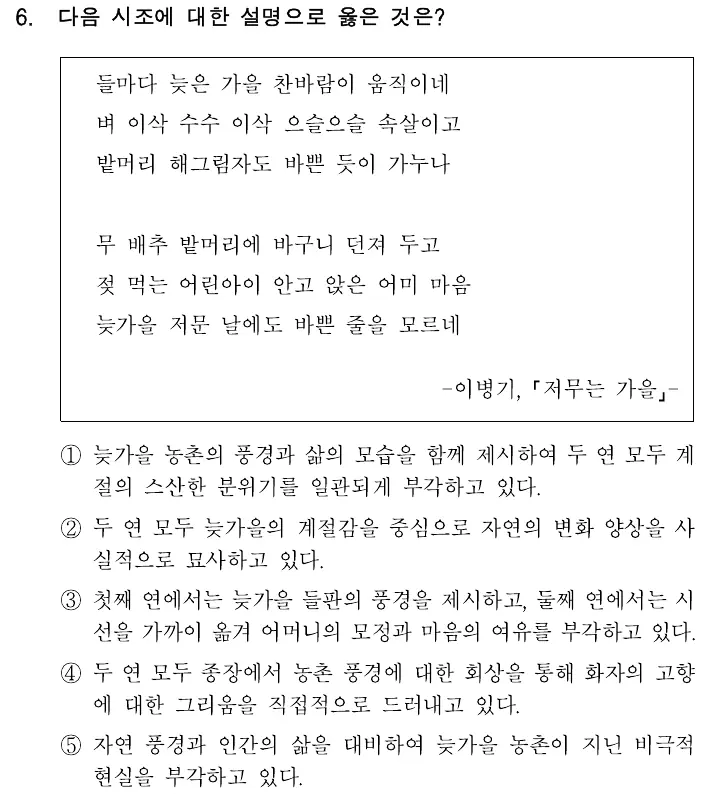 6. 다음 시조에 대한 설명으로 옳은 것은?
들마다 늦은 가을 찬바람이 움직이네
벼 이삭 수수 이삭 으슬으슬 속살이고
밭머리 해그림자도 바쁜 듯이 가누나
무 배추 밭머리에 바구니 던져 두고
젖 먹는 어린아이 안고 앉은 어미 마음
늦가을 저문 날에도 바쁜 줄을 모르네
-이병기, 「저무는 가을」-
① 늦가을 농촌의 풍경과 삶의 모습을 함께 제시하여 두 연 모두 계
절의 스산한 분위기를 일관되게 부각하고 있다.
② 두 연 모두 늦가을의 계절감을 중심으로 자연의 변화 양상을 사
실적으로 묘사하고 있다.
③ 첫째 연에서는 늦가을 들판의 풍경을 제시하고, 둘째 연에서는 시
선을 가까이 옮겨 어머니의 모정과 마음의 여유를 부각하고 있다.
④ 두 연 모두 종장에서 농촌 풍경에 대한 회상을 통해 화자의 고향
에 대한 그리움을 직접적으로 드러내고 있다.
⑤ 자연 풍경과 인간의 삶을 대비하여 늦가을 농촌이 지닌 비극적
현실을 부각하고 있다.